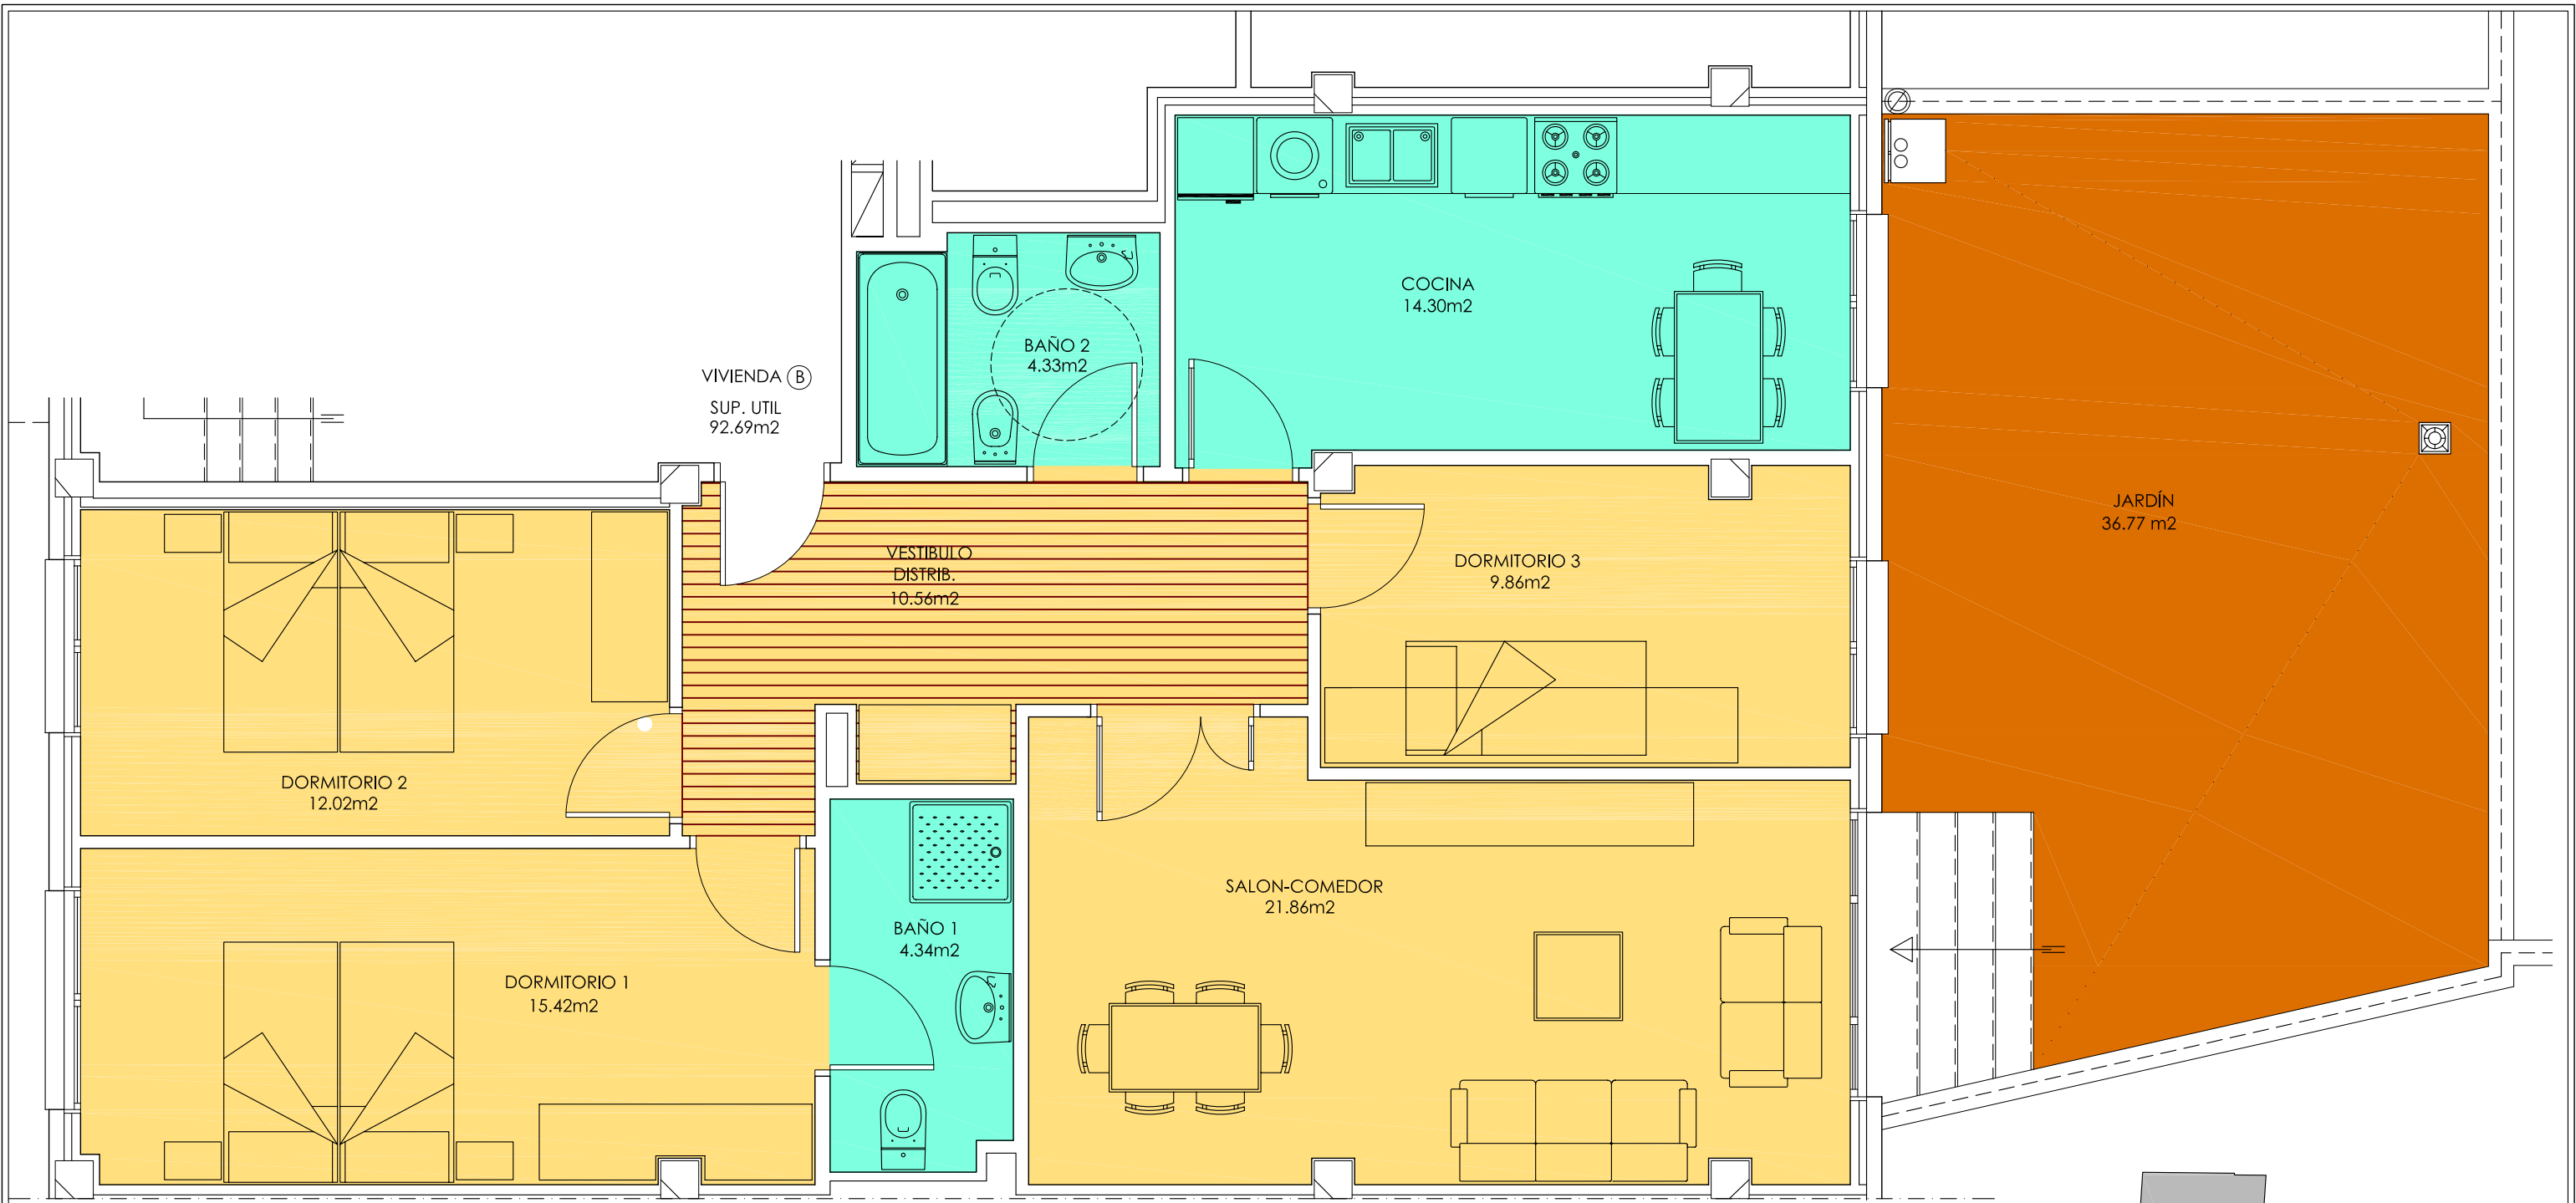 COCINA
14.30m2
BAÑO 2
4.33m2
VIVIENDA B
SUP. UTIL
92.69m2
JARDÍN
36.77 m2
VESTIBULO
DISTRIB.
10.56m2
DORMITORIO 3
9.86m2
DORMITORIO 2
12.02m2
SALON-COMEDOR
21.86m2
BAÑO 1
4.34m2
DORMITORIO 1
15.42m2